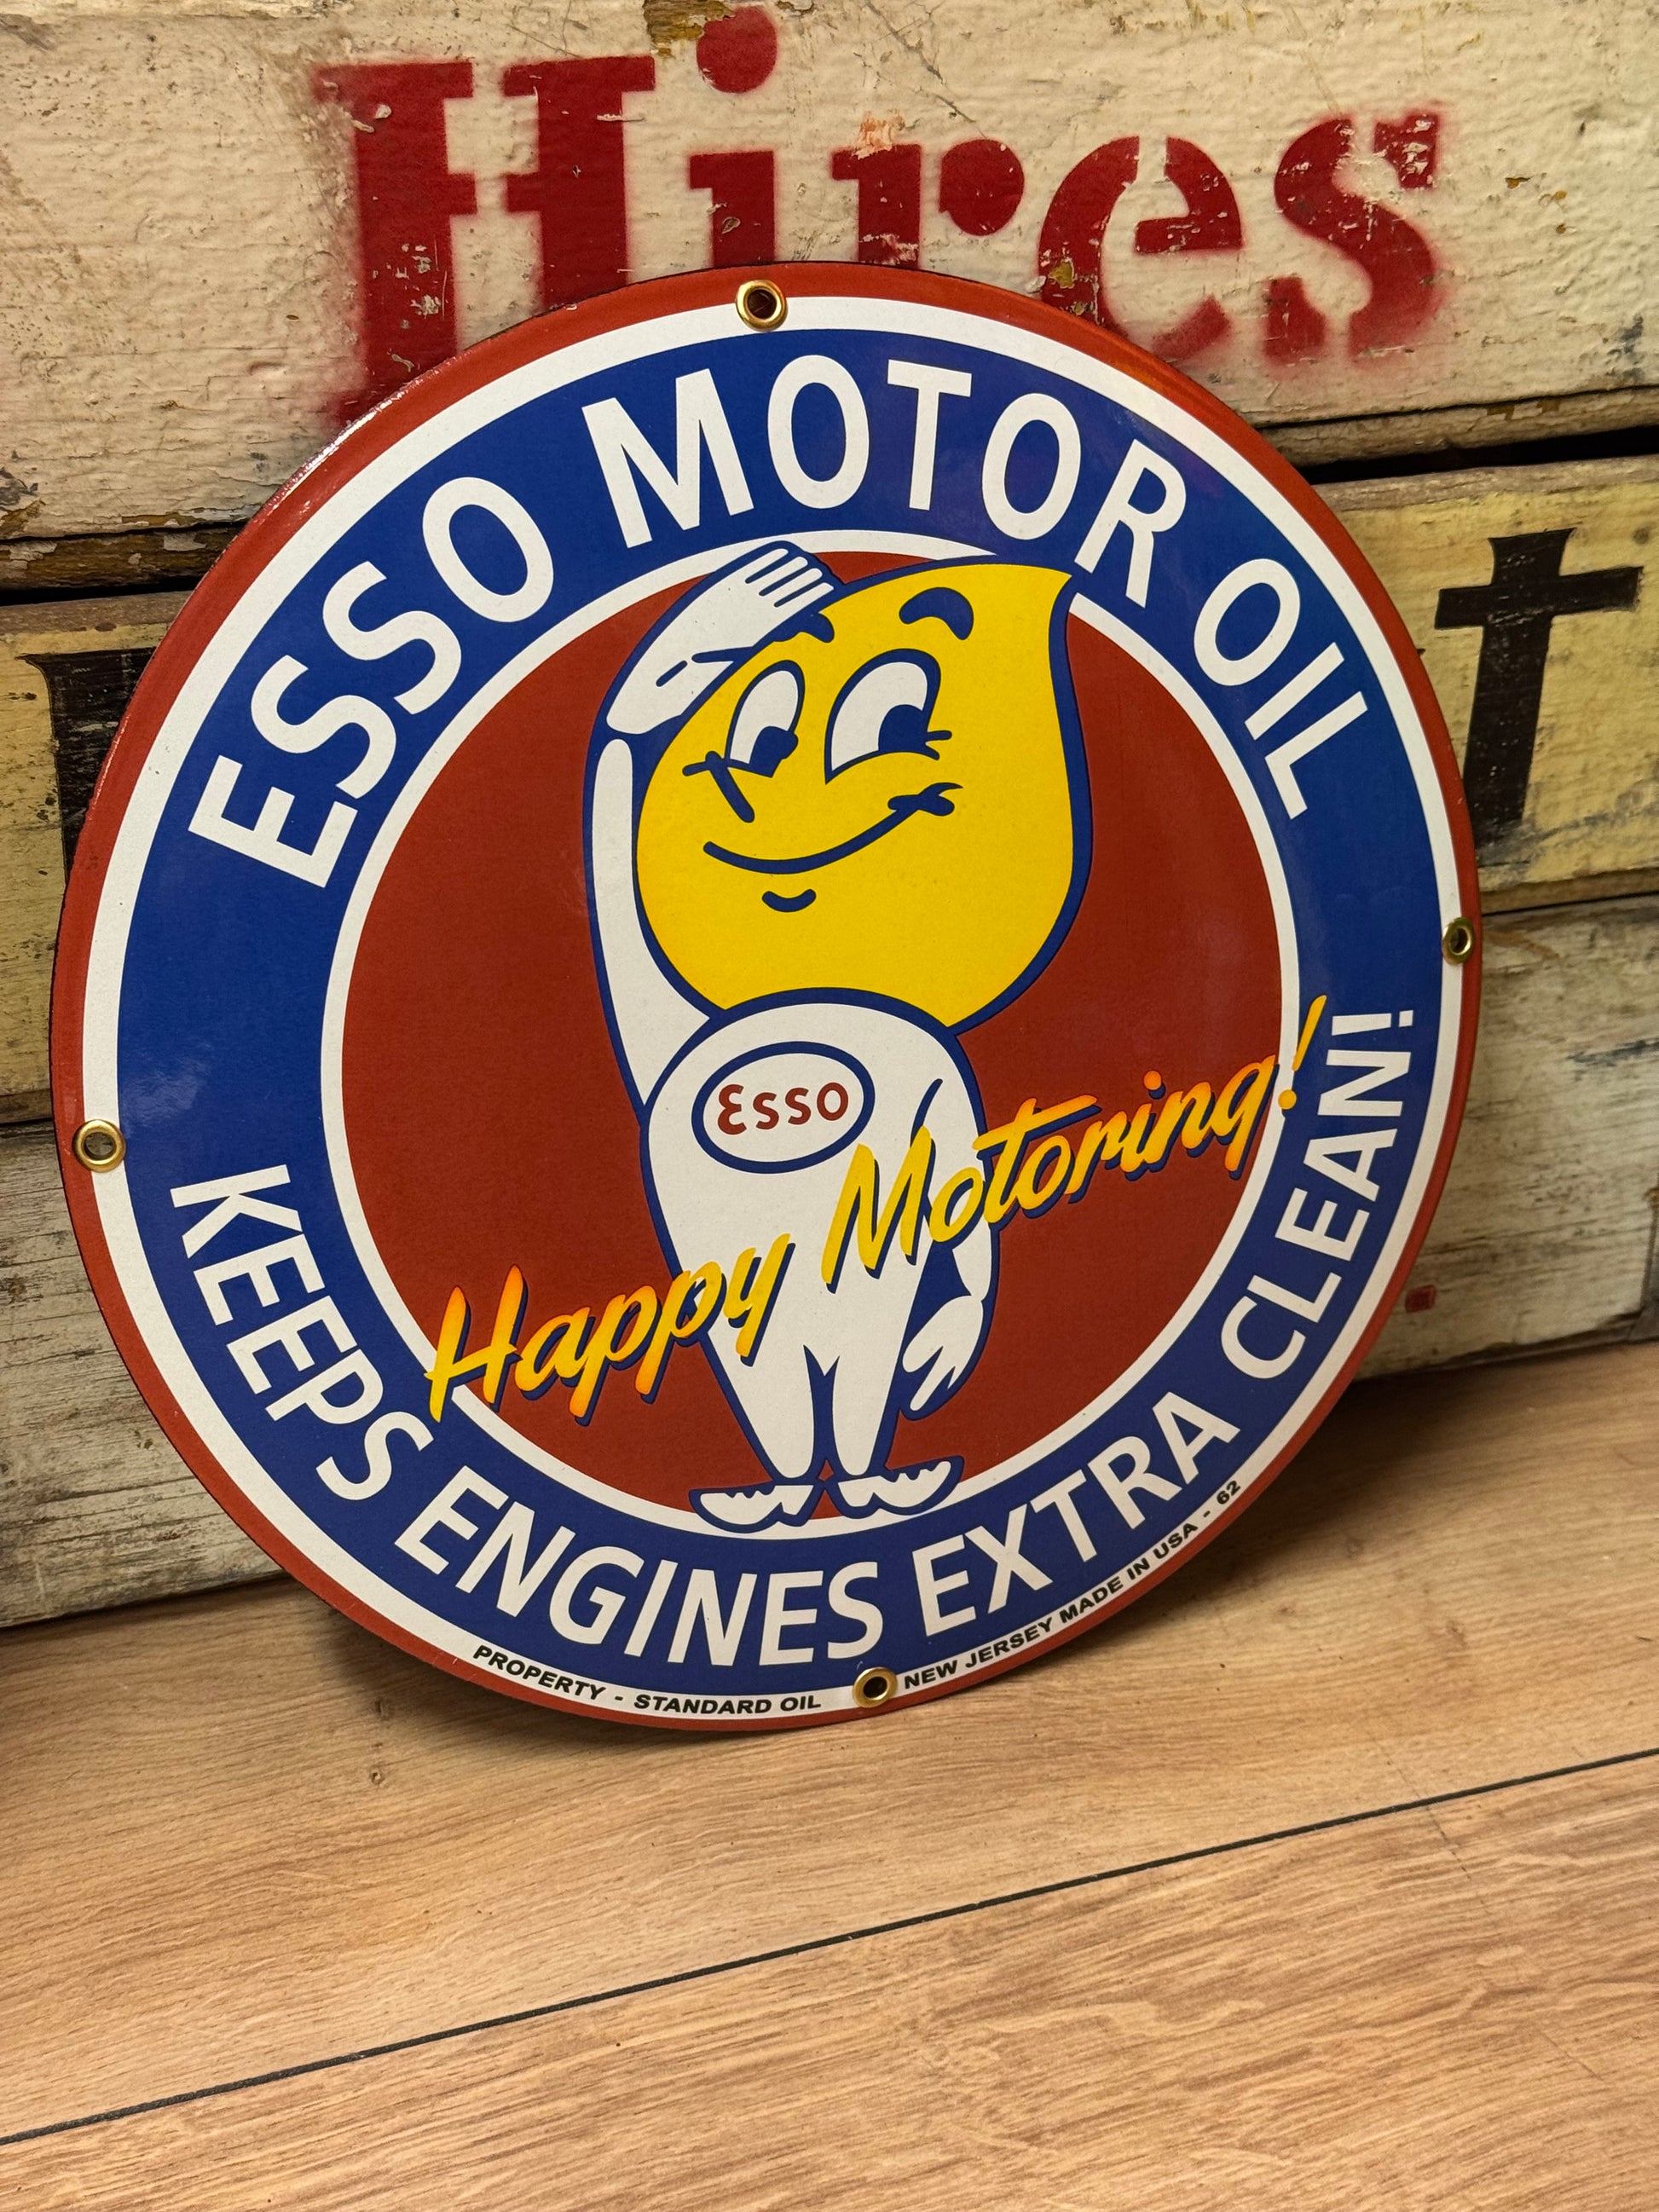 Hires
t
ESSO MOTOR OIL
Esso
Happy Motoring!
KEEPS ENGINES EXTRA CLEAN!
PROPERTY - STANDARD OIL NEW JERSEY MADE IN USA - 62